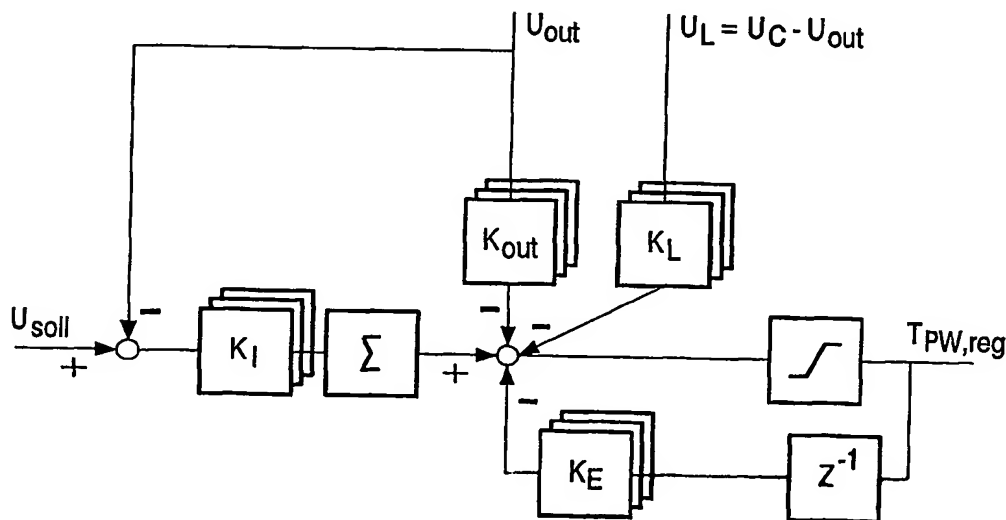 U_out
U_L = U_C - U_out
K_out
K_L
−
−
−
U_soll
+
K_I
Σ
+
T_PW,reg
−
K_E
Z^-1